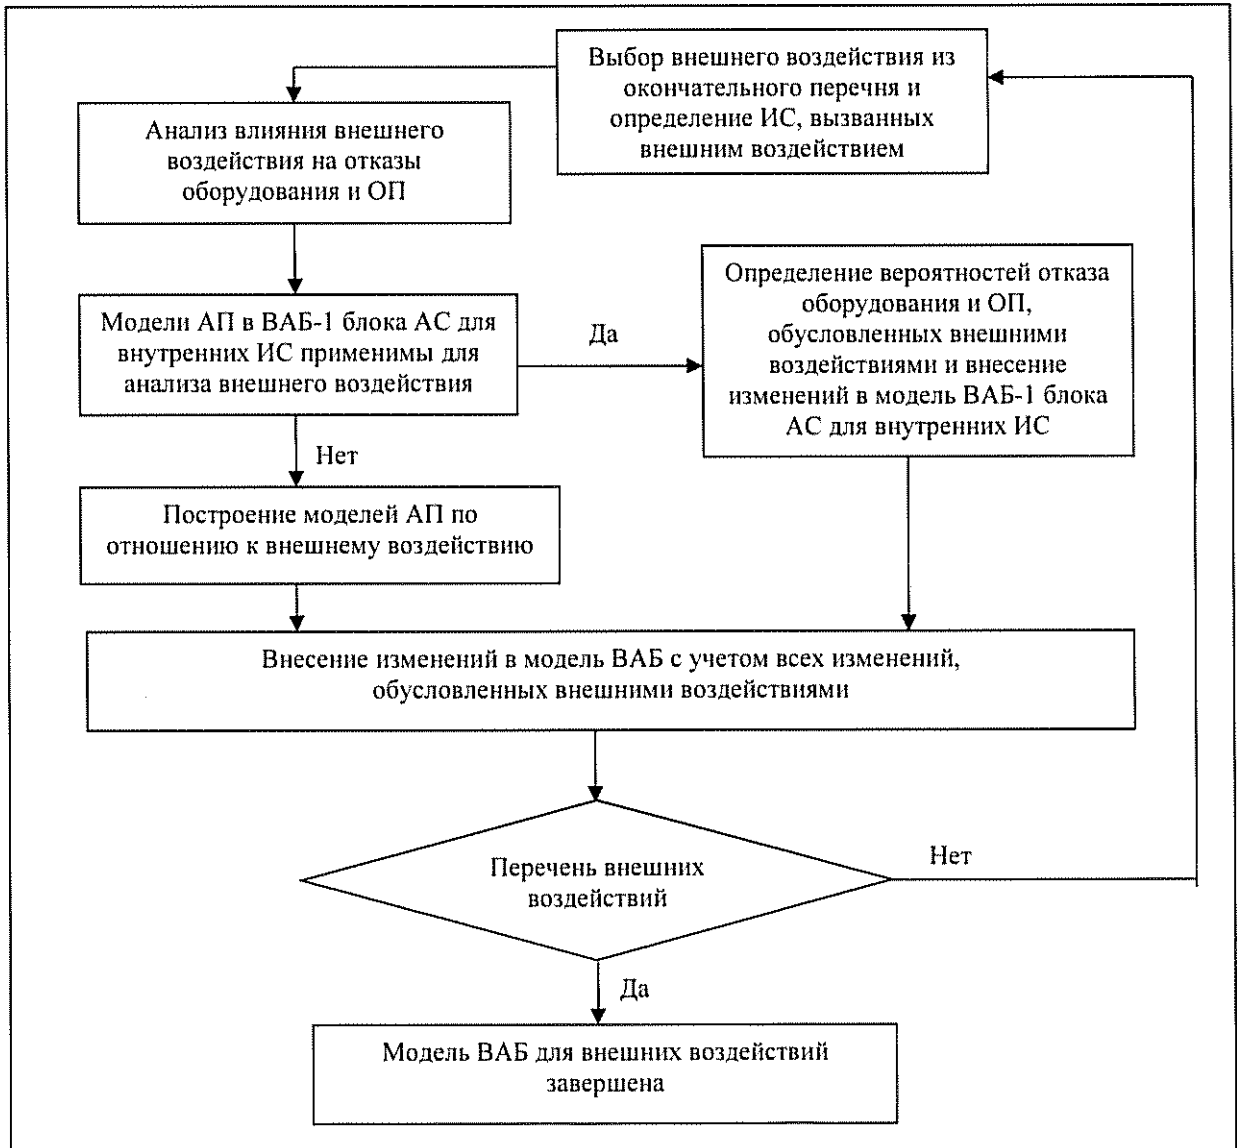 Выбор внешнего воздействия из
окончательного перечня и
определение ИС, вызванных
внешним воздействием
Анализ влияния внешнего
воздействия на отказы
оборудования и ОП
Модели АП в ВАБ-1 блока АС для
внутренних ИС применимы для
анализа внешнего воздействия
Да
Определение вероятностей отказа
оборудования и ОП,
обусловленных внешними
воздействиями и внесение
изменений в модель ВАБ-1 блока
АС для внутренних ИС
Нет
Построение моделей АП по
отношению к внешнему воздействию
Внесение изменений в модель ВАБ с учетом всех изменений,
обусловленных внешними воздействиями
Перечень внешних
воздействий
Нет
Да
Модель ВАБ для внешних воздействий
завершена